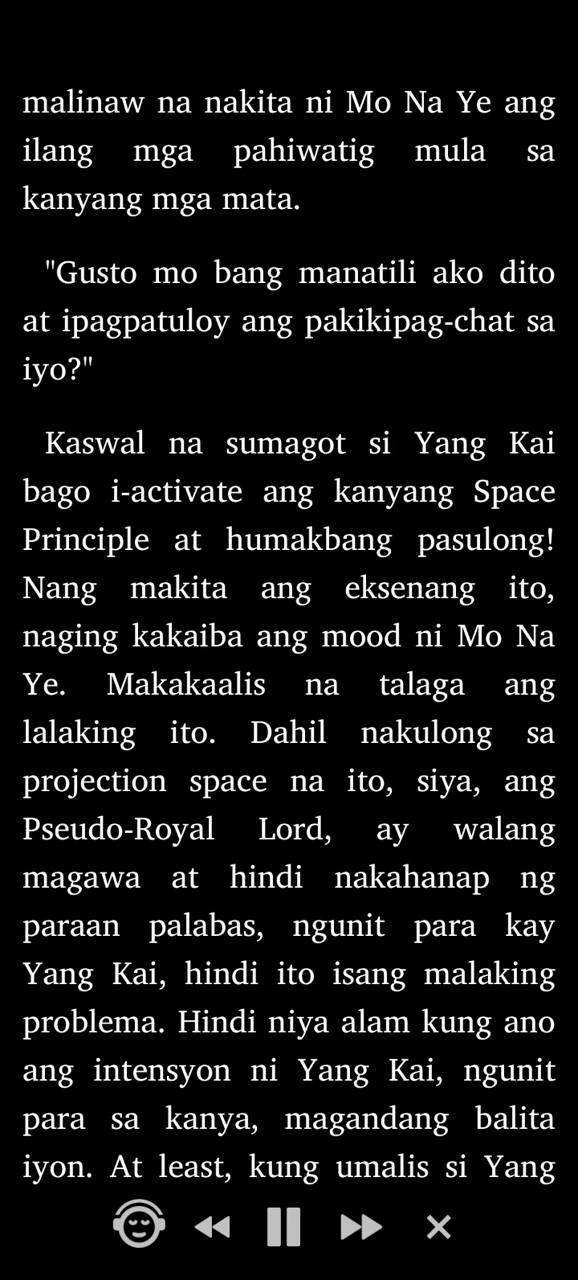 malinaw na nakita ni Mo Na Ye ang
ilang mga pahiwatig mula sa
kanyang mga mata.
"Gusto mo bang manatili ako dito
at ipagpatuloy ang pakikipag-chat sa
iyo?"
Kaswal na sumagot si Yang Kai
bago i-activate ang kanyang Space
Principle at humakbang pasulong!
Nang makita ang eksenang ito,
naging kakaiba ang mood ni Mo Na
Ye. Makakaalis na talaga ang
lalaking ito. Dahil nakulong sa
projection space na ito, siya, ang
Pseudo-Royal Lord, ay walang
magawa at hindi nakahanap ng
paraan palabas, ngunit para kay
Yang Kai, hindi ito isang malaking
problema. Hindi niya alam kung ano
ang intensyon ni Yang Kai, ngunit
para sa kanya, magandang balita
iyon. At least, kung umalis si Yang